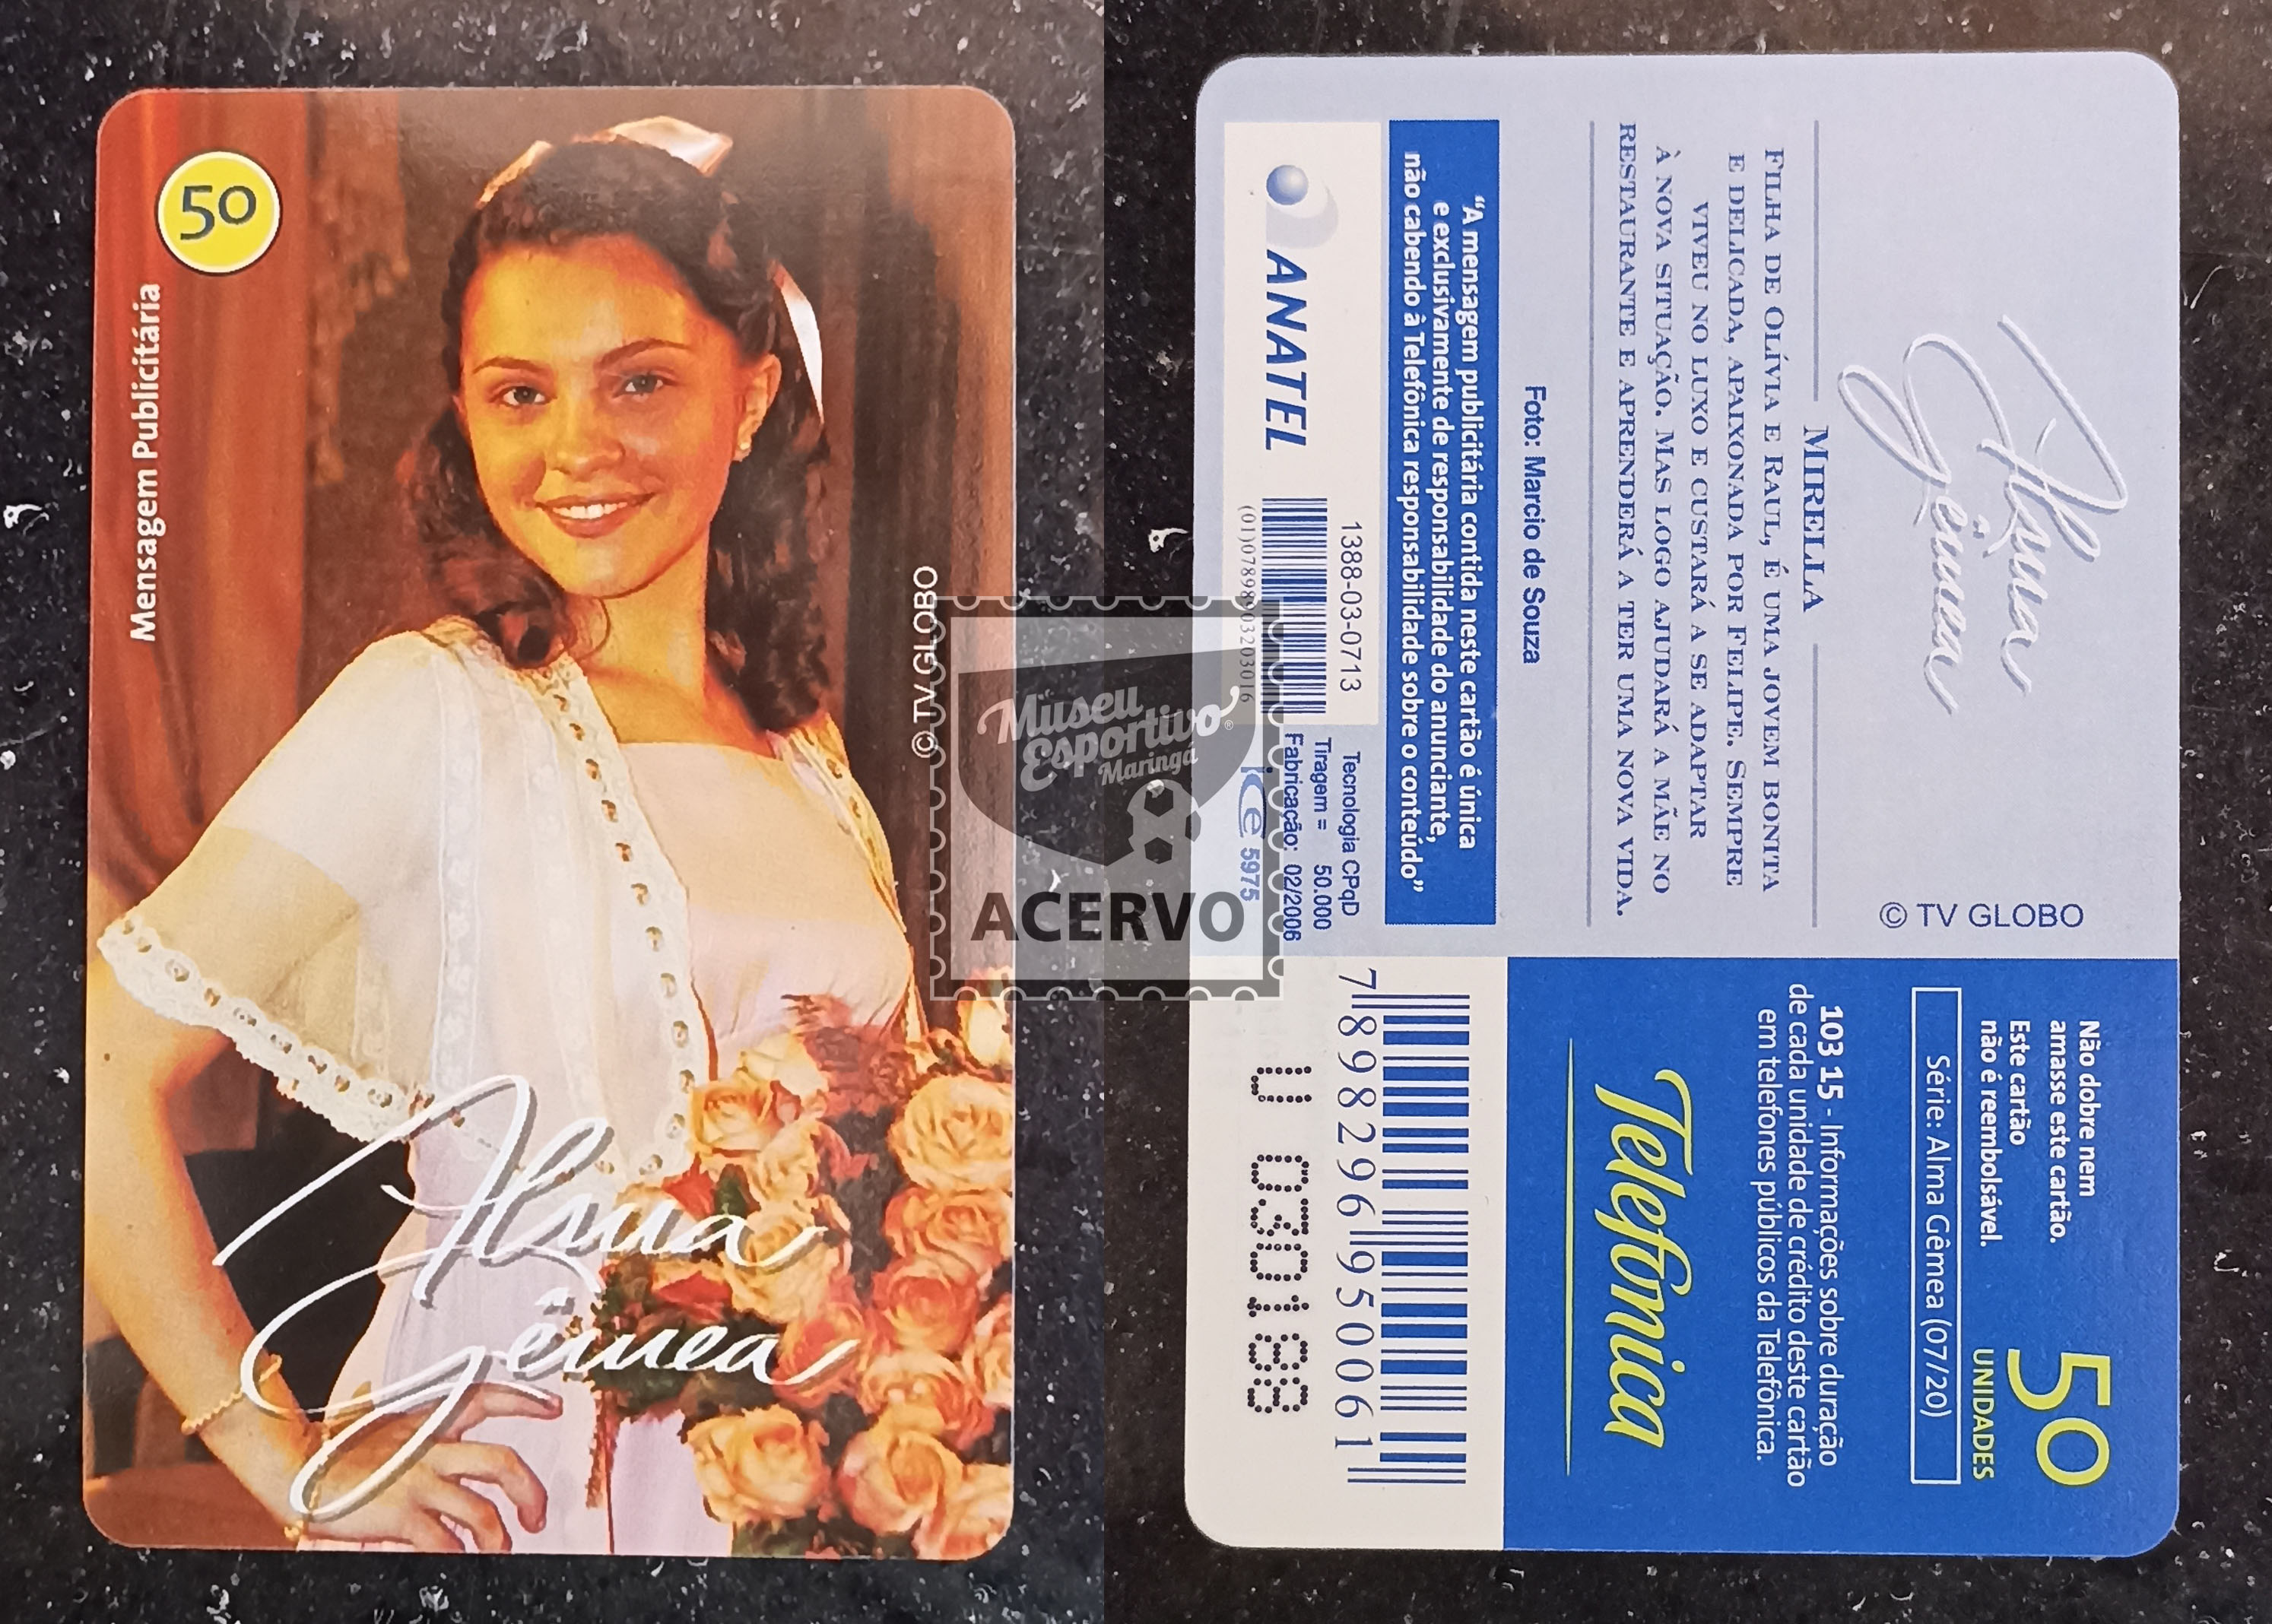 50
Mensagem Publicitária
© TV GLOBO
Alma
Gêmea
Museu
Esportivo®
Maringá
ACERVO
Alma
Gêmea
© TV GLOBO
MIRELLA
FILHA DE OLÍVIA E RAUL, É UMA JOVEM BONITA
E DELICADA, APAIXONADA POR FELIPE. SEMPRE
VIVEU NO LUXO E CUSTARÁ A SE ADAPTAR
À NOVA SITUAÇÃO. MAS LOGO AJUDARÁ A MÃE NO
RESTAURANTE E APRENDERÁ A TER UMA NOVA VIDA.
Foto: Marcio de Souza
“A mensagem publicitária contida neste cartão é única
e exclusivamente de responsabilidade do anunciante,
não cabendo à Telefônica responsabilidade sobre o conteúdo”
ANATEL
1388-03-0713
(01)07898903203016
Tecnologia CPqD
Tiragem = 50.000
Fabricação: 02/2006
ice 5975
Não dobre nem
amasse este cartão.
Este cartão
não é reembolsável.
50
UNIDADES
Série: Alma Gêmea (07/20)
103 15 - Informações sobre duração
de cada unidade de crédito deste cartão
em telefones públicos da Telefônica.
Telefônica
7 898296 950061
U 0300188